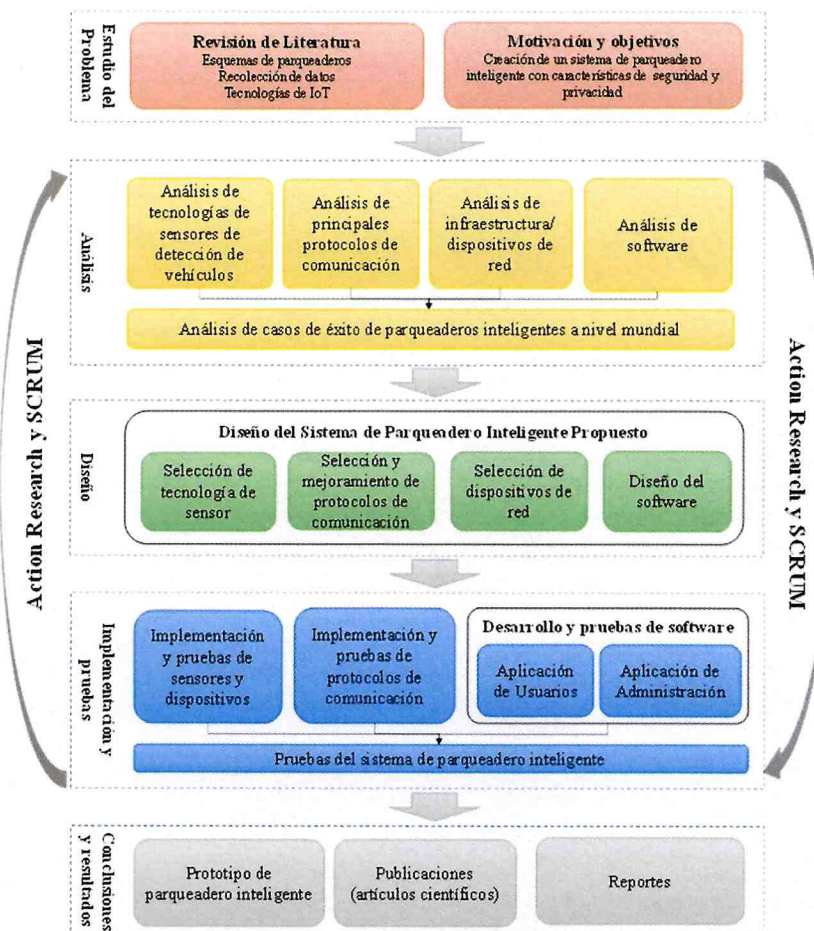 Estudio del
Problema
Revisión de Literatura
Esquemas de parqueaderos
Recolección de datos
Tecnologías de IoT
Motivación y objetivos
Creación de un sistema de parqueadero
inteligente con características de seguridad y
privacidad
Action Research y SCRUM
Análisis
Análisis de
tecnologías de
sensores de
detección de
vehículos
Análisis de
principales
protocolos de
comunicación
Análisis de
infraestructura/
dispositivos de
red
Análisis de
software
Análisis de casos de éxito de parqueaderos inteligentes a nivel mundial
Action Research y SCRUM
Diseño
Diseño del Sistema de Parqueadero Inteligente Propuesto
Selección de
tecnología de
sensor
Selección y
mejoramiento de
protocolos de
comunicación
Selección de
dispositivos de
red
Diseño del
software
Implementación y
pruebas
Implementación
y pruebas de
sensores y
dispositivos
Implementación y
pruebas de
protocolos de
comunicación
Desarrollo y pruebas de software
Aplicación
de Usuarios
Aplicación de
Administración
Pruebas del sistema de parqueadero inteligente
Conclusiones
y resultados
Prototipo de
parqueadero inteligente
Publicaciones
(artículos científicos)
Reportes